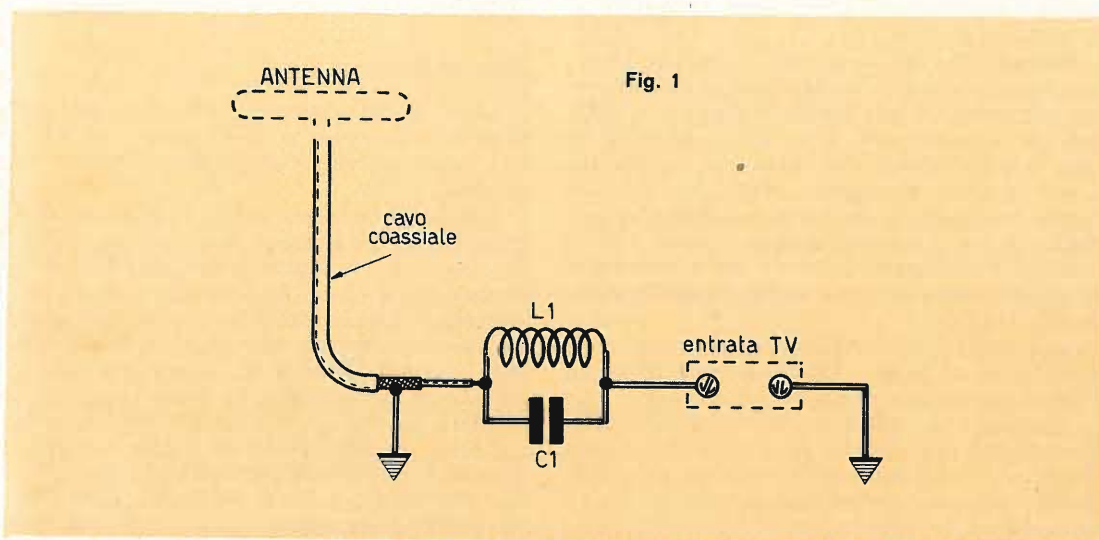 ANTENNA
Fig. 1
cavo
coassiale
L1
entrata TV
C1